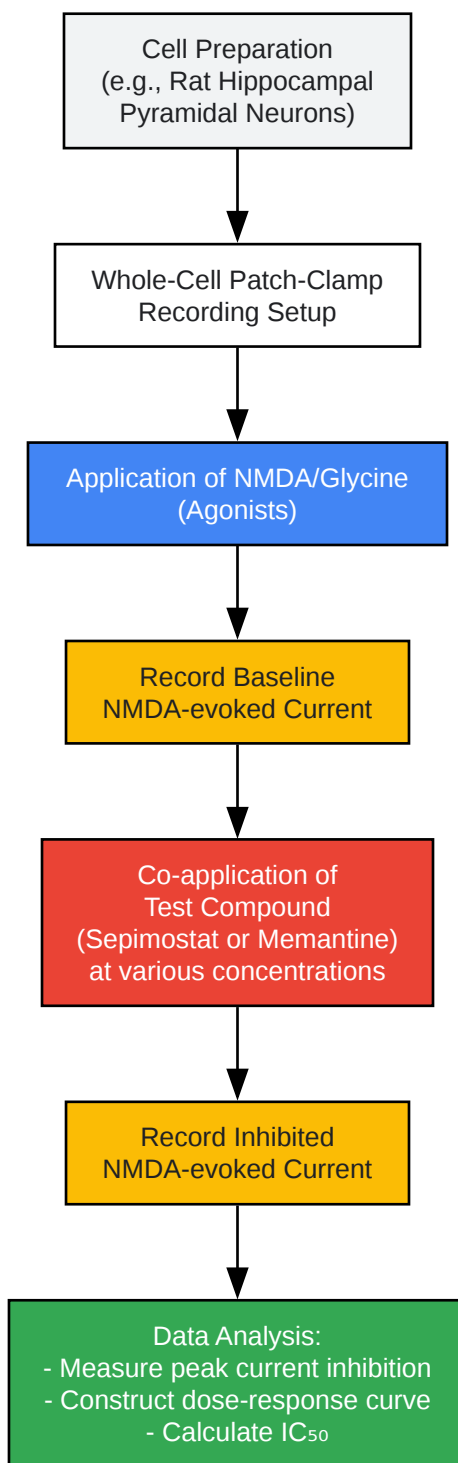 Cell Preparation
(e.g., Rat Hippocampal
Pyramidal Neurons)
Whole-Cell Patch-Clamp
Recording Setup
Application of NMDA/Glycine
(Agonists)
Record Baseline
NMDA-evoked Current
Co-application of
Test Compound
(Sepimostat or Memantine)
at various concentrations
Record Inhibited
NMDA-evoked Current
Data Analysis:
- Measure peak current inhibition
- Construct dose-response curve
- Calculate IC₅₀